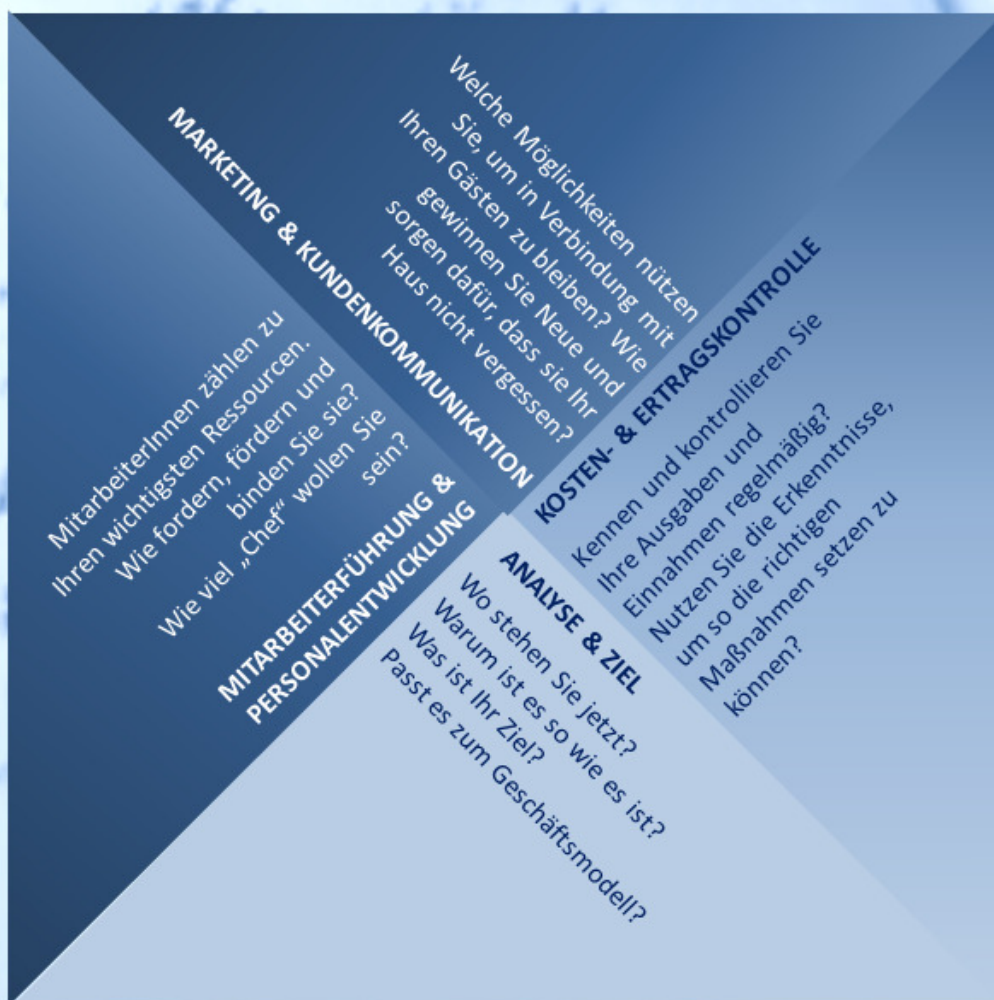 MARKETING & KUNDENKOMMUNIKATION
Welche Möglichkeiten nützen
Sie, um in Verbindung mit
Ihren Gästen zu bleiben? Wie
gewinnen Sie Neue und
sorgen dafür, dass sie Ihr
Haus nicht vergessen?
KOSTEN- & ERTRAGSKONTROLLE
Kennen und kontrollieren Sie
Ihre Ausgaben und
Einnahmen regelmäßig?
Nutzen Sie die Erkenntnisse,
um so die richtigen
Maßnahmen setzen zu
können?
MitarbeiterInnen zählen zu
Ihren wichtigsten Ressourcen.
Wie fordern, fördern und
binden Sie sie?
Wie viel „Chef“ wollen Sie
sein?
MITARBEITERFÜHRUNG &
PERSONALENTWICKLUNG
ANALYSE & ZIEL
Wo stehen Sie jetzt?
Warum ist es so wie es ist?
Was ist Ihr Ziel?
Passt es zum Geschäftsmodell?